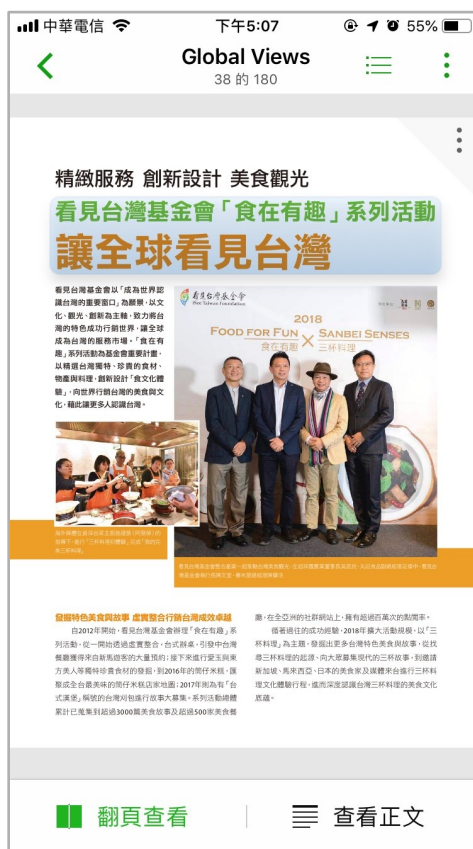 中華電信
下午5:07
55%
Global Views
38 的 180
精緻服務 創新設計 美食觀光
看見台灣基金會「食在有趣」系列活動
讓全球看見台灣
看見台灣基金會以「成為世界認
識台灣的重要窗口」為願景，以文
化、觀光、創新為主軸，致力將台
灣的特色成功行銷世界，讓全球
成為台灣的服務市場。「食在有
趣」系列活動為基金會重要計畫，
以精選台灣獨特、珍貴的食材、
物產與料理，創新設計「食文化體
驗」，向世界行銷台灣的美食與文
化，藉此讓更多人認識台灣。
看見台灣基金會
2018
FOOD FOR FUN X SANBEI SENSES
食在有趣 三杯料理
發掘特色美食與故事 虛實整合行銷台灣成效卓越
自2012年開始，看見台灣基金會辦理「食在有趣」系
列活動，從一開始透過虛實整合，台式辦桌，引發中台灣
餐廳獲得來自新馬遊客的大量預約；接下來進行愛玉與東
方美人等獨特珍貴食材的發掘，到2016年的筒仔米糕，匯
聚成全台最美味的筒仔米糕店家地圖；2017年則為有「台
式漢堡」稱號的台灣刈包進行故事大募集。系列活動總體
累計已蒐集到超過3000篇美食故事及超過500家美食餐
廳，在全亞洲的社群網站上，擁有超過百萬次的點閱率。
循著過往的成功經驗，2018年擴大活動規模，以「三
杯料理」為主題，發掘出更多台灣特色美食與故事，從找
尋三杯料理的起源、向大眾募集現代的三杯故事，到邀請
新加坡、馬來西亞、日本的美食家及媒體來台進行三杯料
理文化體驗行程，進而深度認識台灣三杯料理的美食文化
底蘊。
翻頁查看
查看正文